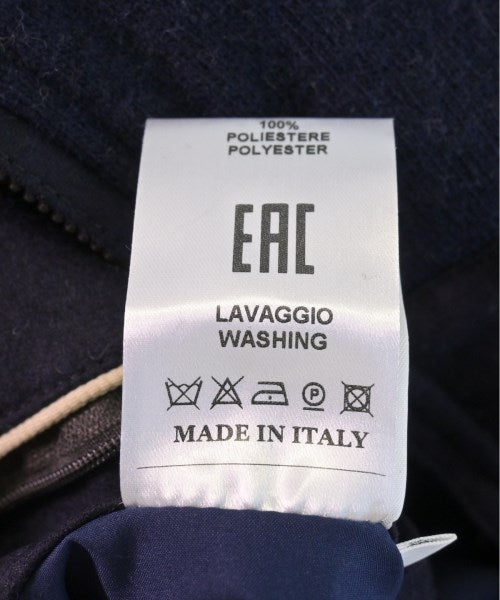 100%
POLIESTERE
POLYESTER
EAC
LAVAGGIO
WASHING
P
MADE IN ITALY